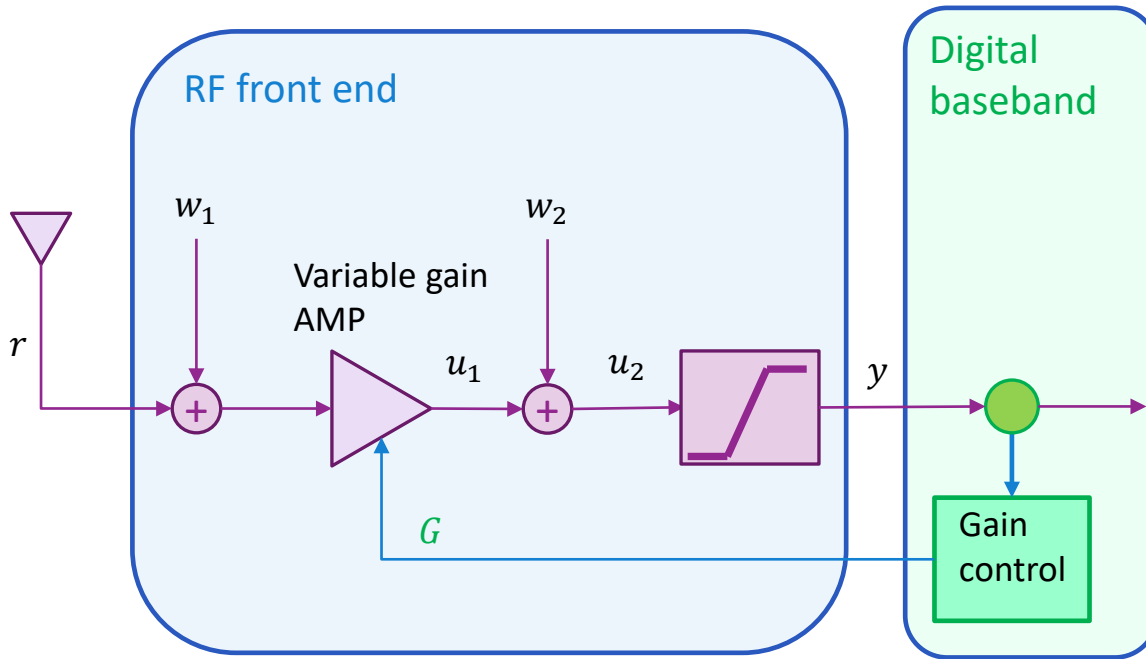 RF front end
Digital
baseband
w₁
w₂
Variable gain
AMP
r
u₁
u₂
y
+
+
G
Gain
control